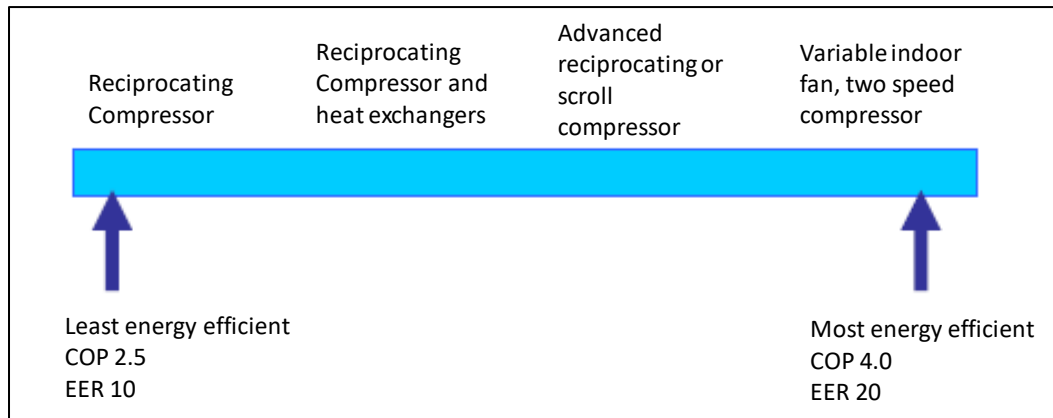 Reciprocating
Compressor
Reciprocating
Compressor and
heat exchangers
Advanced
reciprocating or
scroll
compressor
Variable indoor
fan, two speed
compressor
Least energy efficient
COP 2.5
EER 10
Most energy efficient
COP 4.0
EER 20